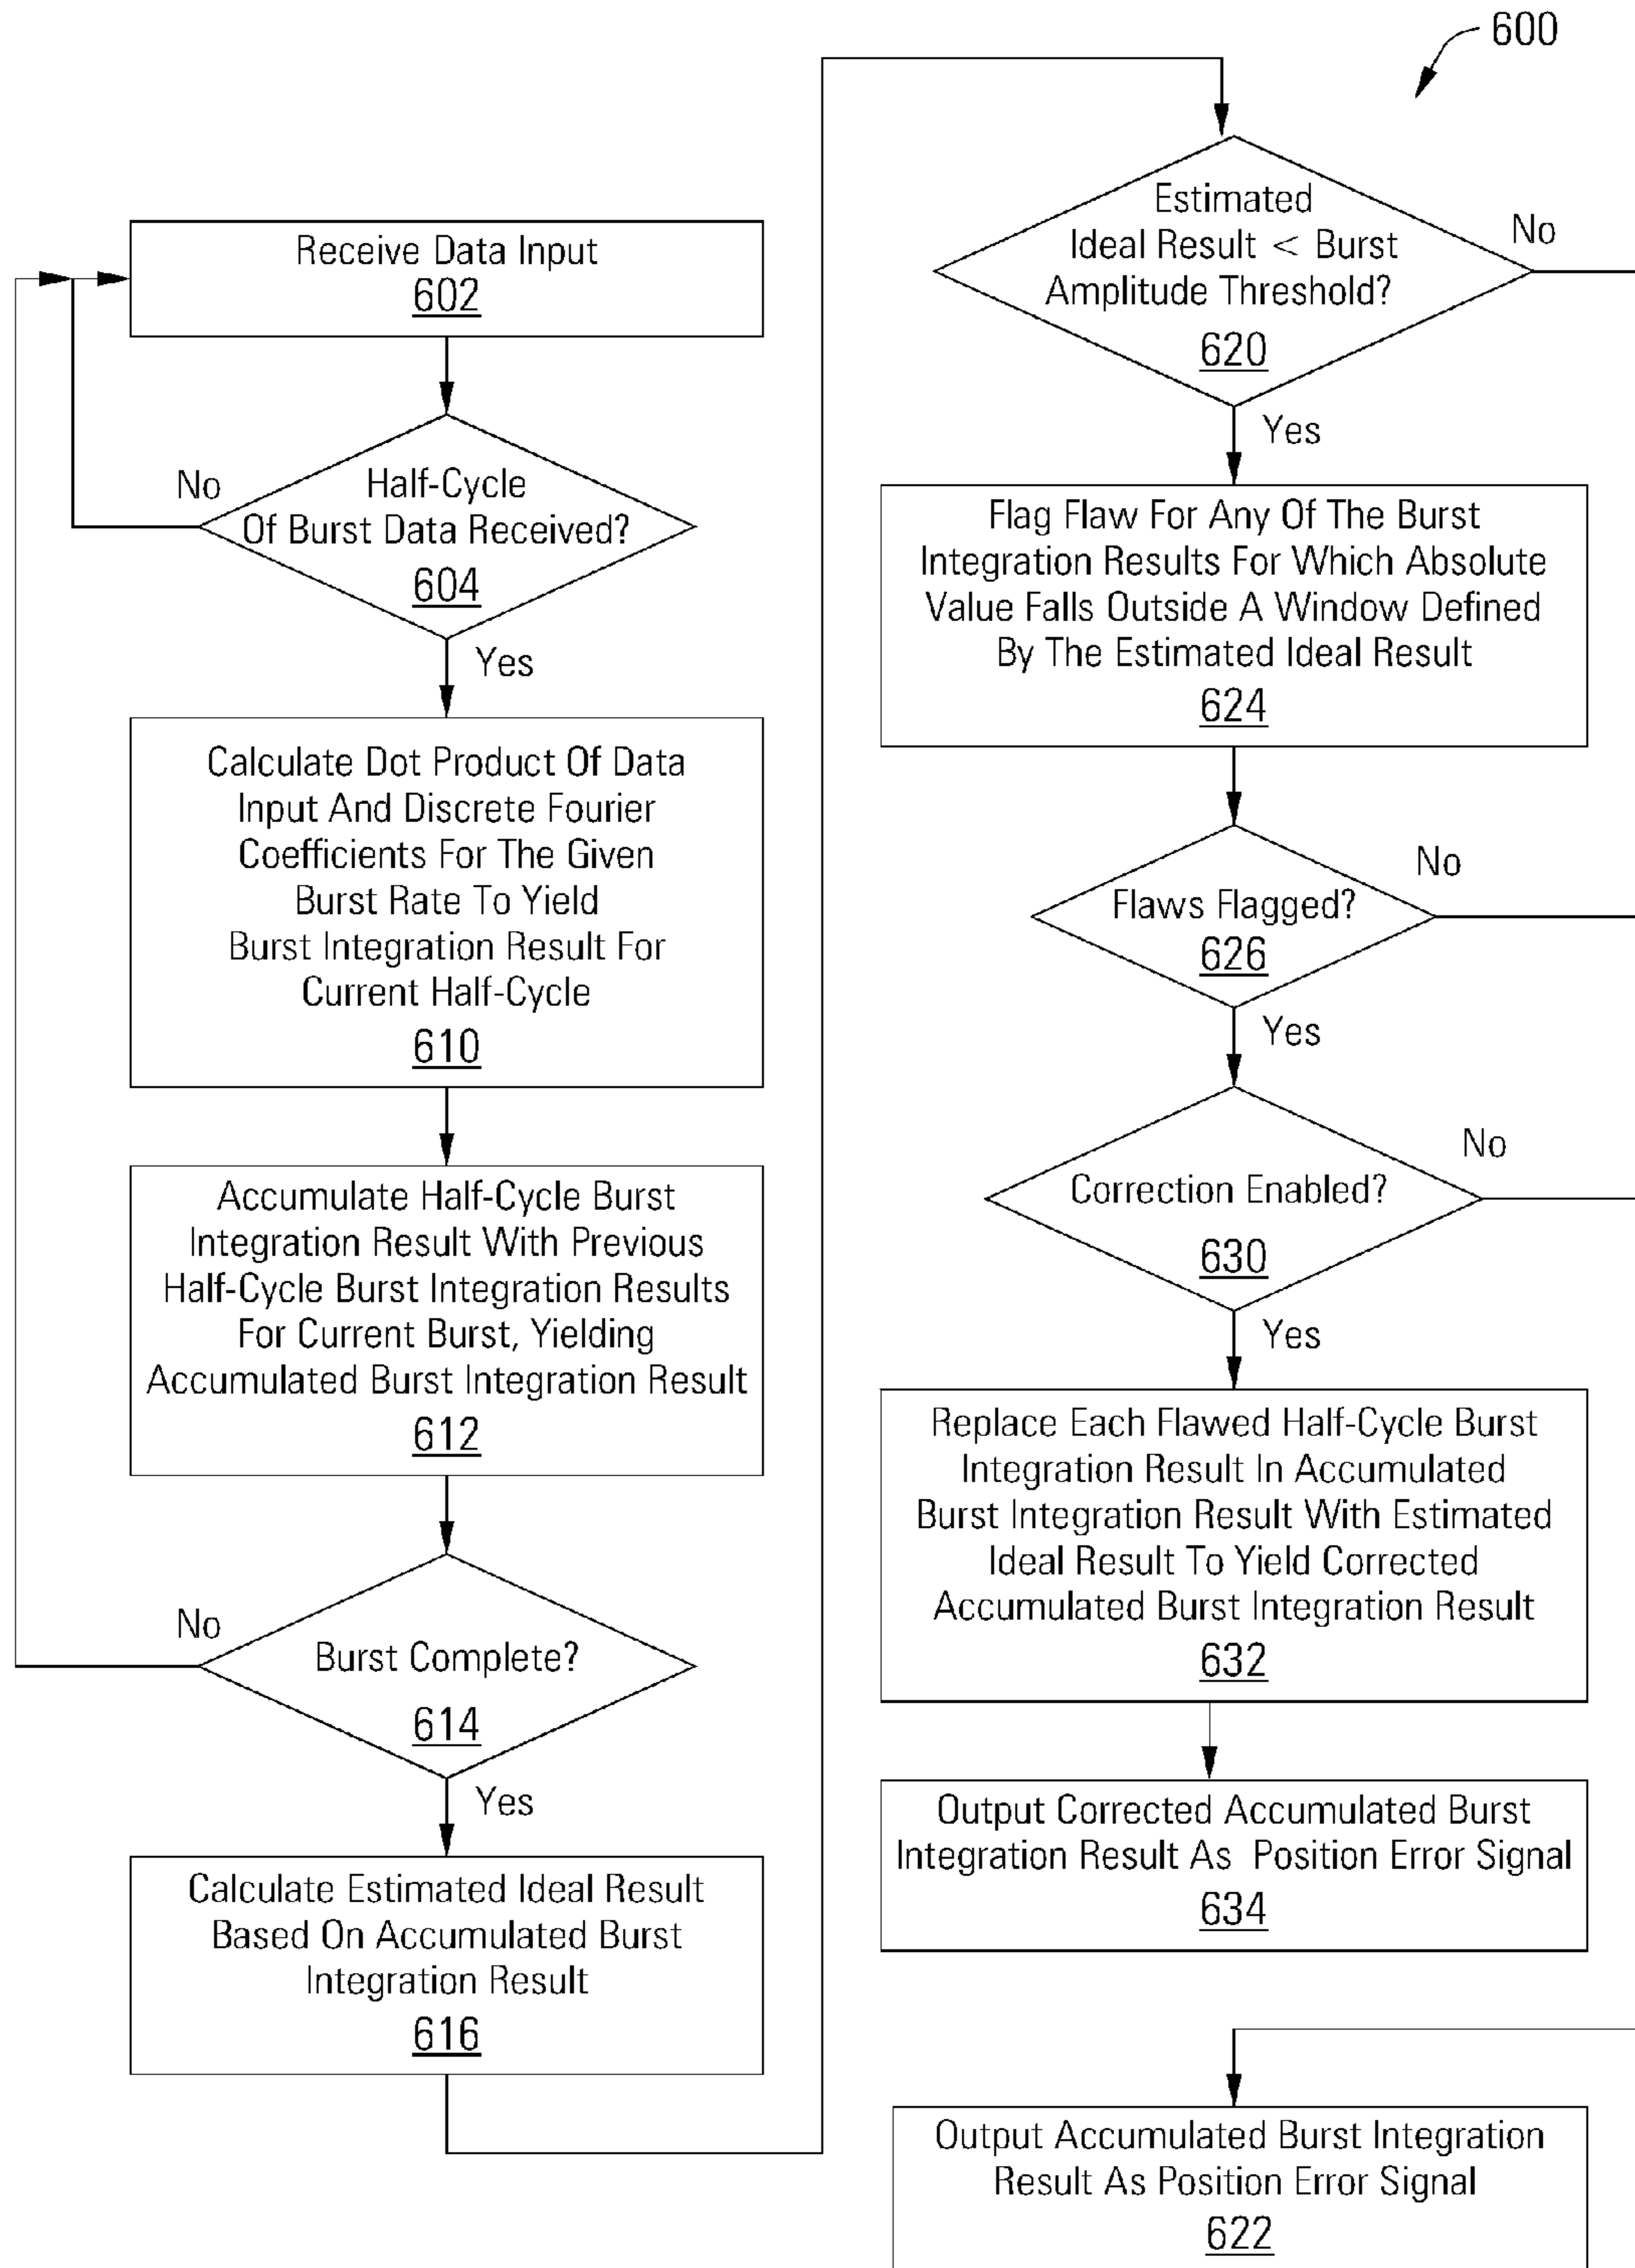 600
Receive Data Input
602
No
Half-Cycle
Of Burst Data Received?
604
Yes
Calculate Dot Product Of Data
Input And Discrete Fourier
Coefficients For The Given
Burst Rate To Yield
Burst Integration Result For
Current Half-Cycle
610
Accumulate Half-Cycle Burst
Integration Result With Previous
Half-Cycle Burst Integration Results
For Current Burst, Yielding
Accumulated Burst Integration Result
612
No
Burst Complete?
614
Yes
Calculate Estimated Ideal Result
Based On Accumulated Burst
Integration Result
616
Estimated
Ideal Result < Burst
Amplitude Threshold?
620
No
Yes
Flag Flaw For Any Of The Burst
Integration Results For Which Absolute
Value Falls Outside A Window Defined
By The Estimated Ideal Result
624
No
Flaws Flagged?
626
Yes
No
Correction Enabled?
630
Yes
Replace Each Flawed Half-Cycle Burst
Integration Result In Accumulated
Burst Integration Result With Estimated
Ideal Result To Yield Corrected
Accumulated Burst Integration Result
632
Output Corrected Accumulated Burst
Integration Result As Position Error Signal
634
Output Accumulated Burst Integration
Result As Position Error Signal
622